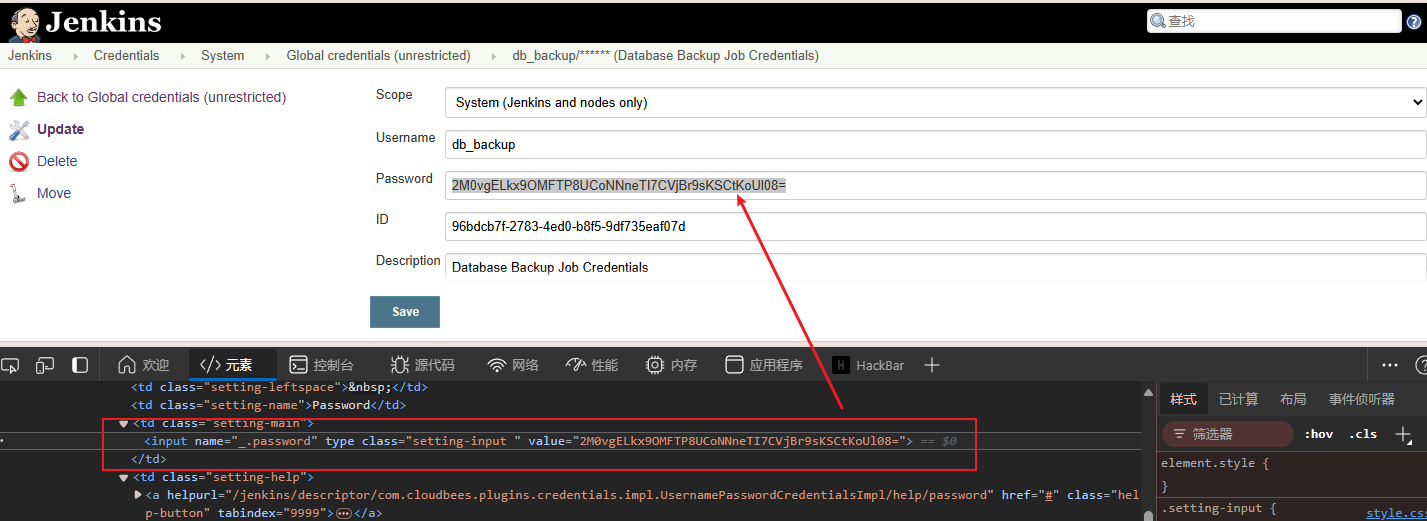 Jenkins
查找
Jenkins Credentials System Global credentials (unrestricted) db_backup/****** (Database Backup Job Credentials)
Back to Global credentials (unrestricted)
Update
Delete
Move
Scope
System (Jenkins and nodes only)
Username
db_backup
Password
2M0vgELkx9OMFTP8UCoNNneTI7CVjBr9sKSCtKoUl08=
ID
96bdcb7f-2783-4ed0-b8f5-9df735eaf07d
Description
Database Backup Job Credentials
Save
欢迎 </> 元素 控制台 源代码 网络 性能 内存 应用程序 H HackBar
<td class="setting-leftspace">&nbsp;</td>
<td class="setting-name">Password</td>
<td class="setting-main">
<input name="_.password" type class="setting-input " value="2M0vgELkx9OMFTP8UCoNNneTI7CVjBr9sKSCtKoUl08="> == $0
</td>
<td class="setting-help">
<a helpurl="/jenkins/descriptor/com.cloudbees.plugins.credentials.impl.UsernamePasswordCredentialsImpl/help/password" href="#" class="hel
p-button" tabindex="9999">…</a>
样式 已计算 布局 事件侦听器
筛选器 :hov .cls
element.style {
}
.setting-input { style.cs